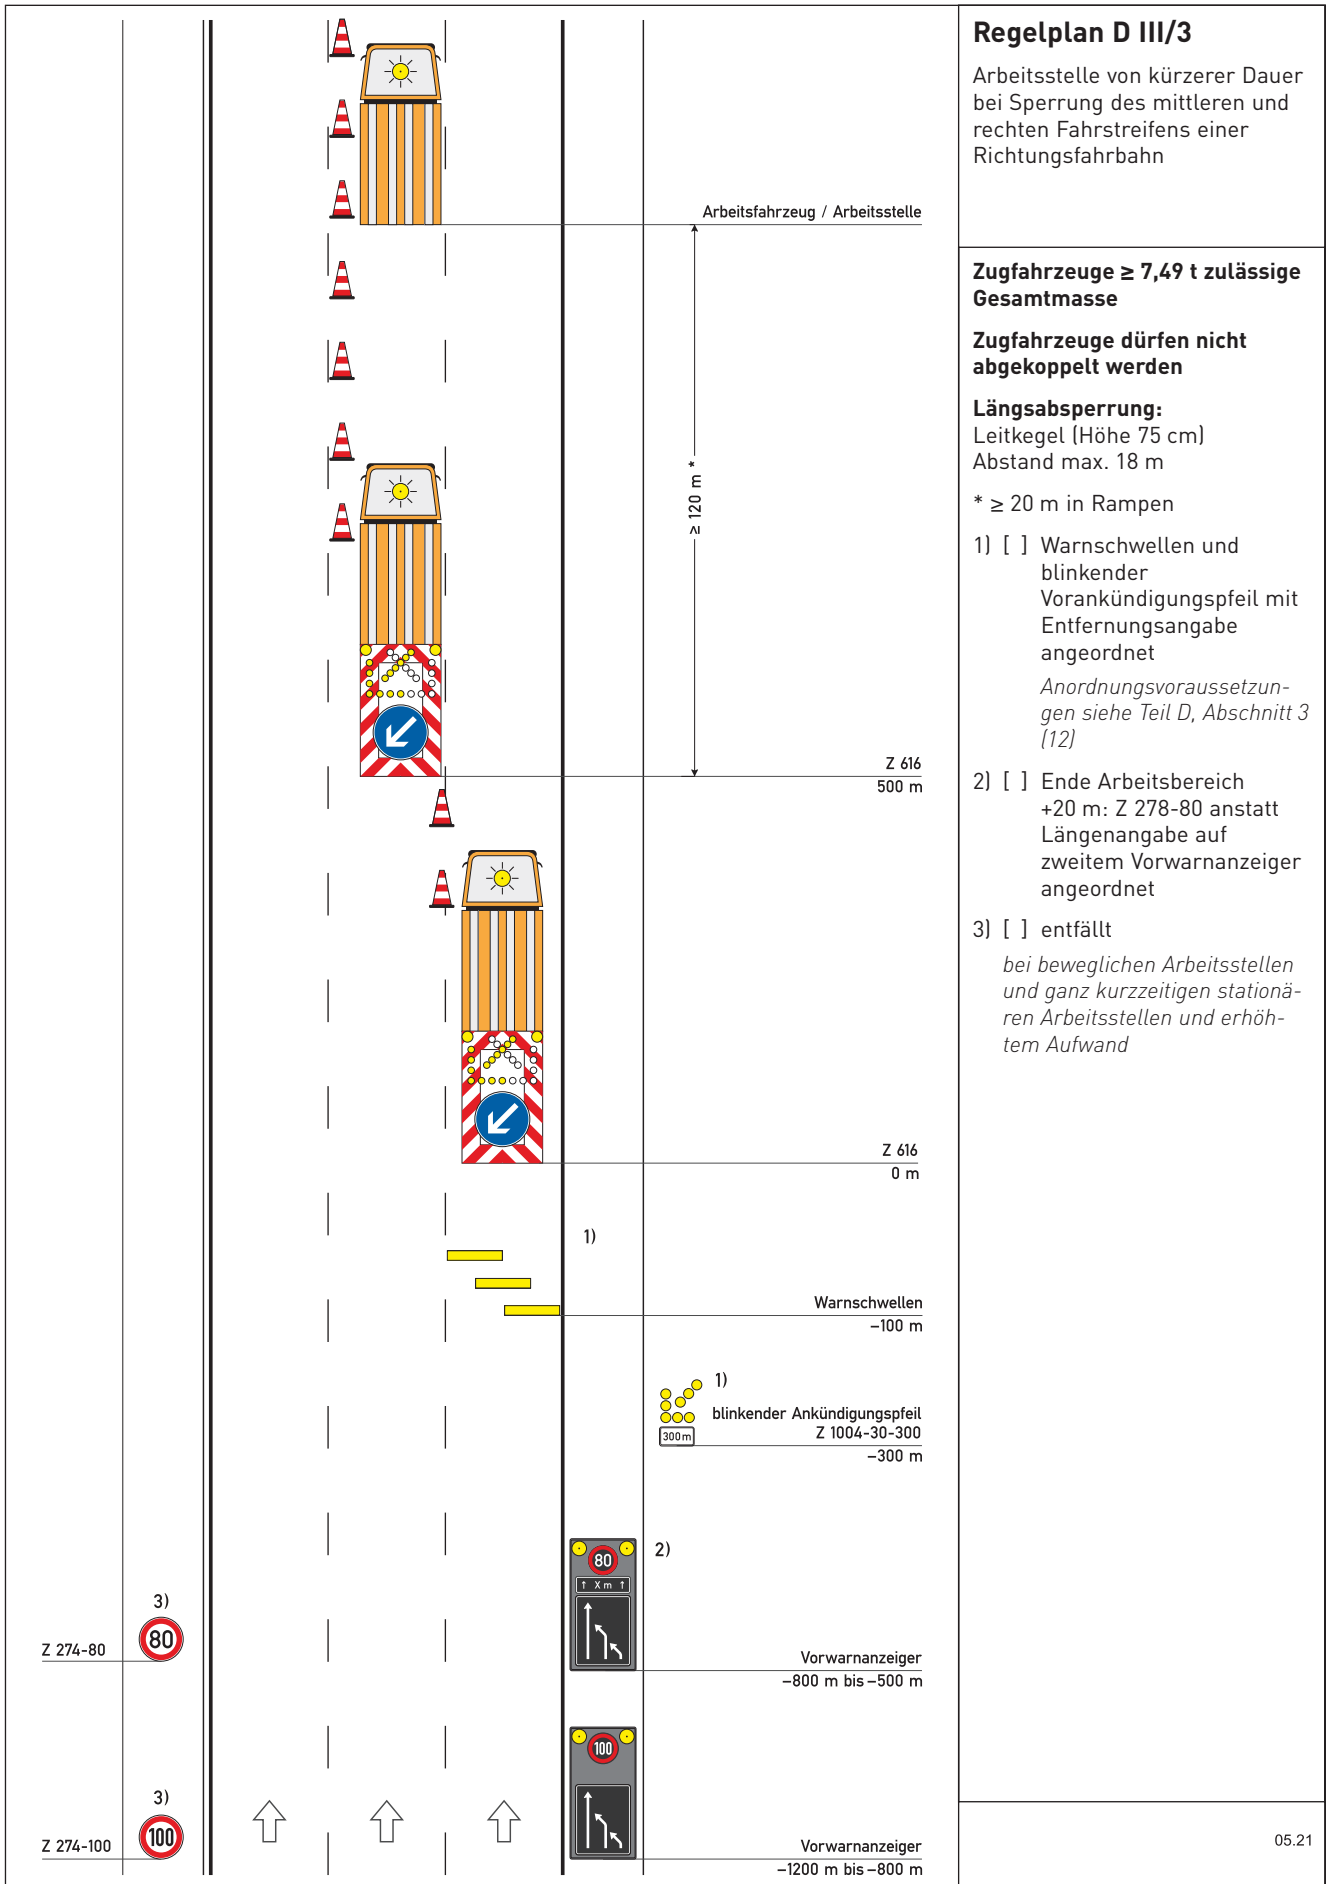 Regelplan D III/3
Arbeitsstelle von kürzerer Dauer
bei Sperrung des mittleren und
rechten Fahrstreifens einer
Richtungsfahrbahn
Zugfahrzeuge ≥ 7,49 t zulässige
Gesamtmasse
Zugfahrzeuge dürfen nicht
abgekoppelt werden
Längsabsperrung:
Leitkegel (Höhe 75 cm)
Abstand max. 18 m
* ≥ 20 m in Rampen
1) [ ] Warnschwellen und
blinkender
Vorankündigungspfeil mit
Entfernungsangabe
angeordnet
Anordnungsvoraussetzun-
gen siehe Teil D, Abschnitt 3
(12)
2) [ ] Ende Arbeitsbereich
+20 m: Z 278-80 anstatt
Längenangabe auf
zweitem Vorwarnanzeiger
angeordnet
3) [ ] entfällt
bei beweglichen Arbeitsstellen
und ganz kurzzeitigen stationä-
ren Arbeitsstellen und erhöh-
tem Aufwand
05.21
Arbeitsfahrzeug / Arbeitsstelle
≥ 120 m *
Z 616
500 m
Z 616
0 m
1)
Warnschwellen
–100 m
1)
blinkender Ankündigungspfeil
300 m
Z 1004-30-300
–300 m
2)
80
↑ X m ↑
3)
80
Z 274-80
Vorwarnanzeiger
–800 m bis –500 m
100
3)
100
Z 274-100
Vorwarnanzeiger
–1200 m bis –800 m